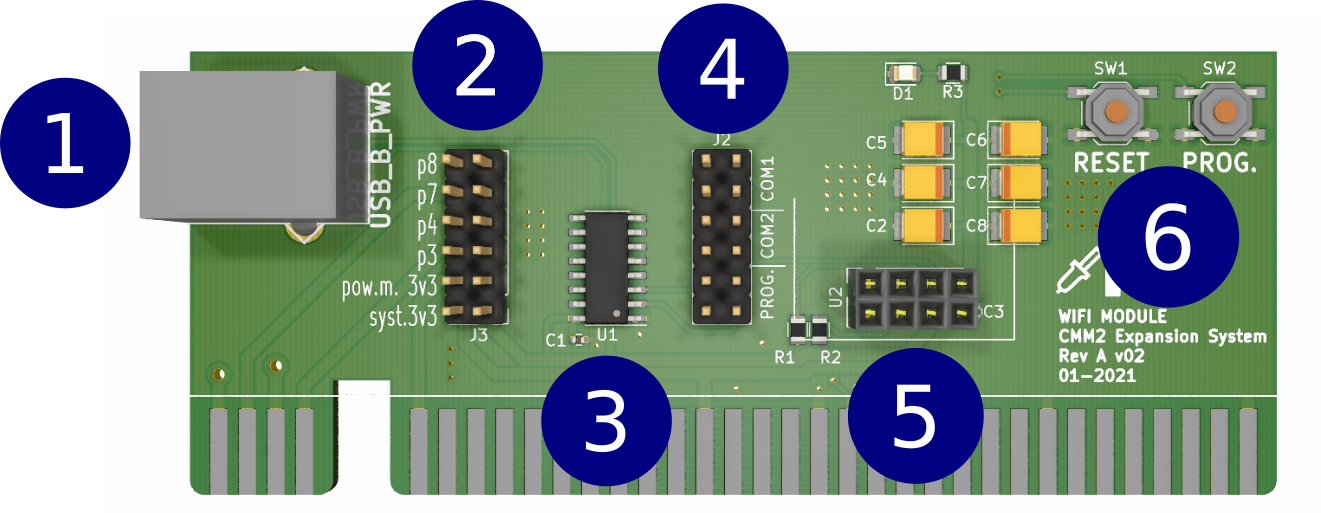 1
2
3
4
5
6
USB_B_PWR
p8
p7
p4
p3
pow.m. 3v3
syst.3v3
J3
C1
U1
J2
COM1
COM2
PROG.
R1
R2
U2
C3
D1
R3
C5
C4
C2
C6
C7
C8
SW1
SW2
RESET
PROG.
WIFI MODULE
CMM2 Expansion System
Rev A v02
01-2021